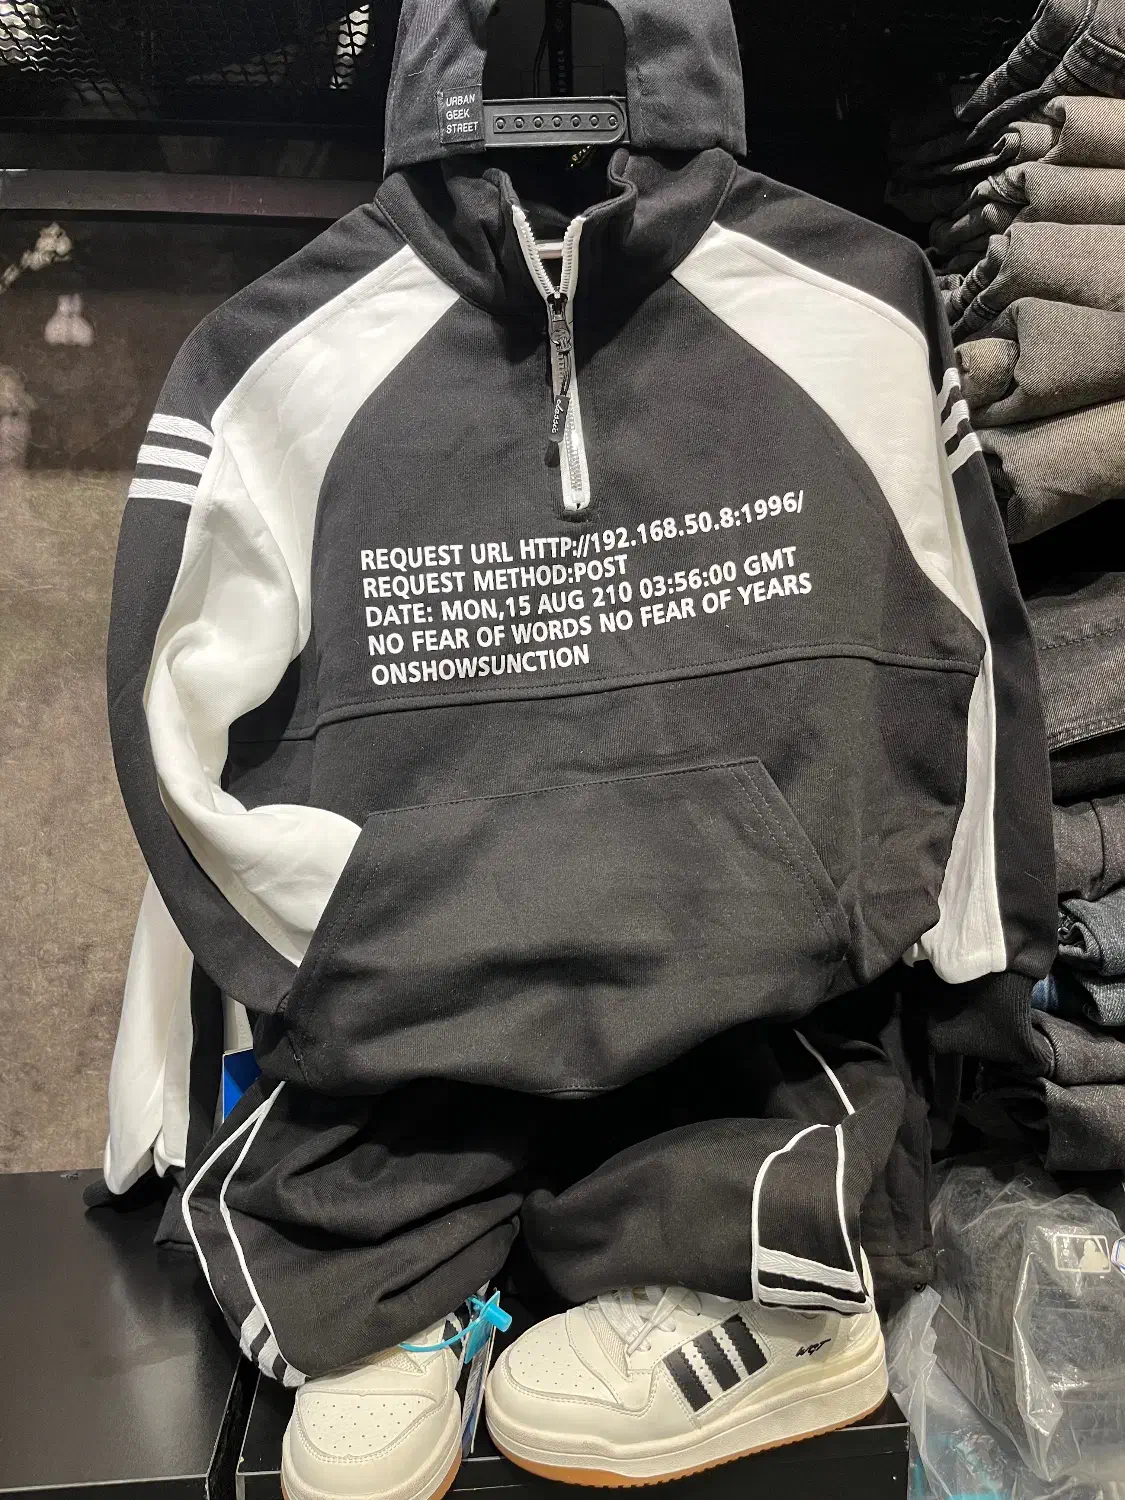 URBAN
GEEK
STREET
classic
REQUEST URL HTTP://192.168.50.8:1996/
REQUEST METHOD:POST
DATE: MON,15 AUG 210 03:56:00 GMT
NO FEAR OF WORDS NO FEAR OF YEARS
ONSHOWSUNCTION